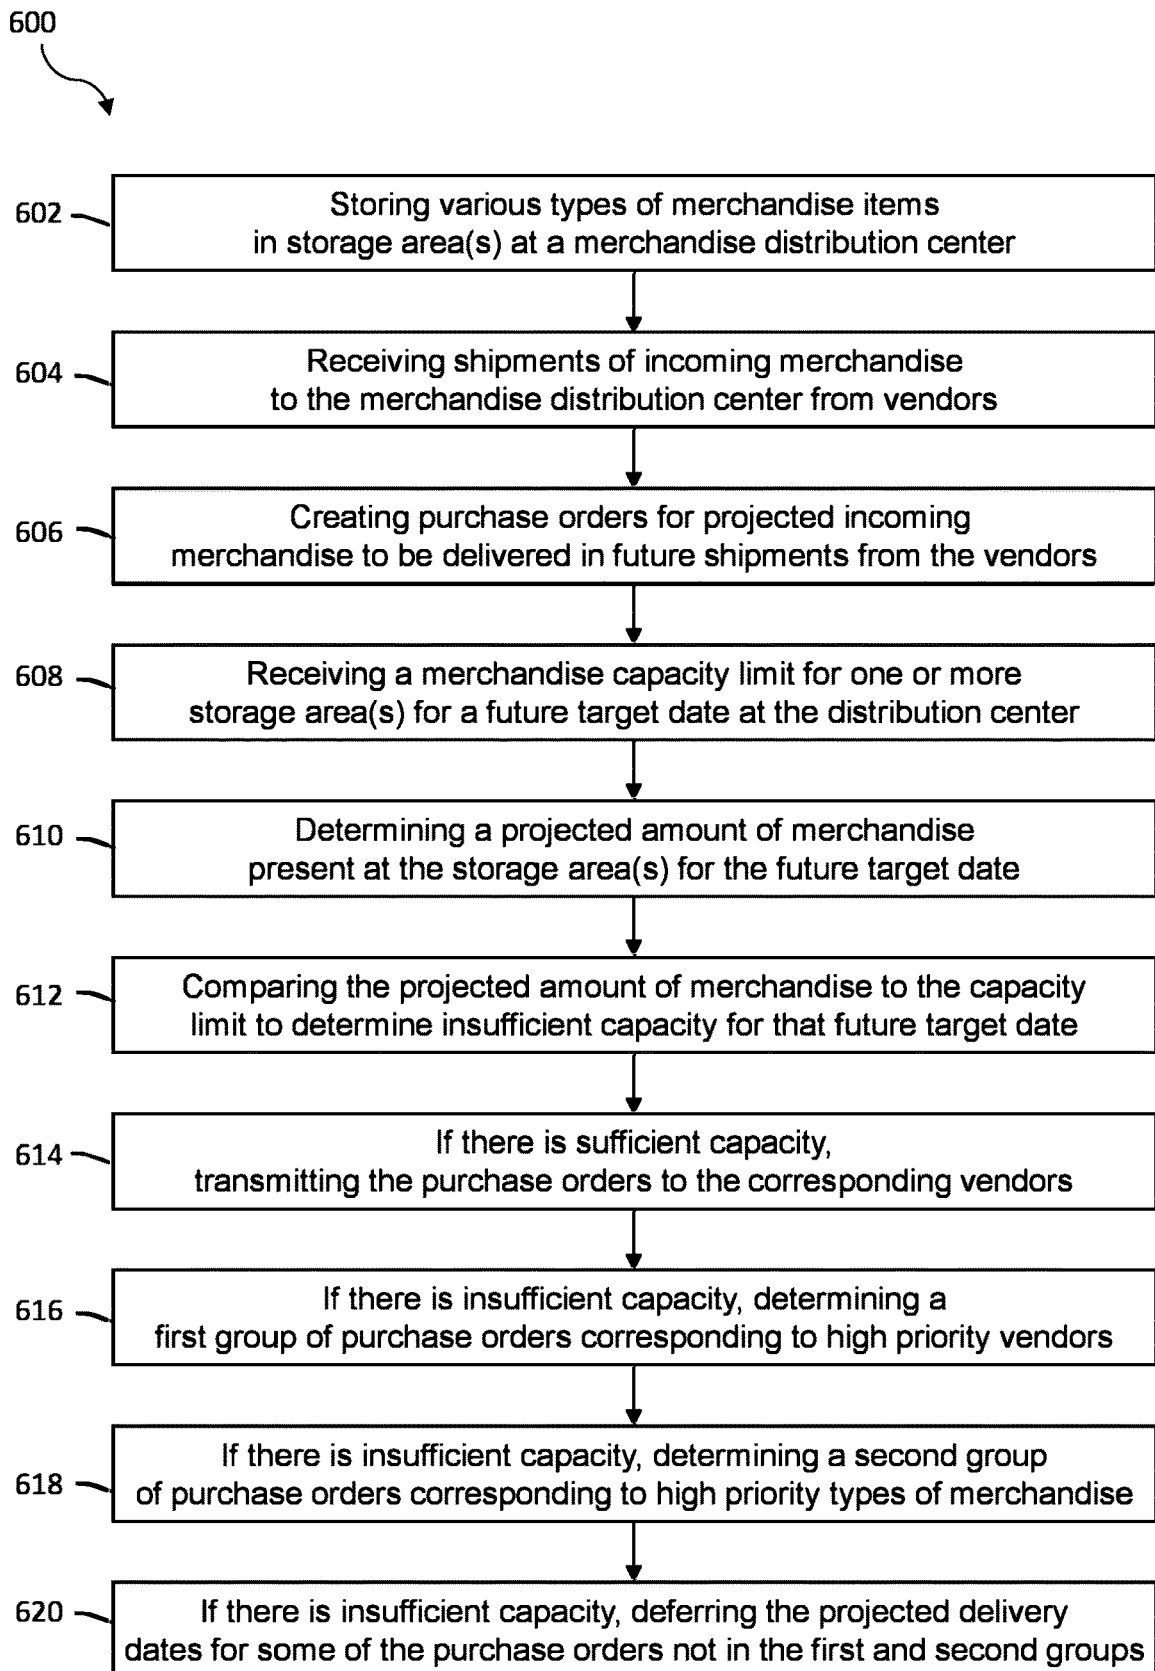 600
602
Storing various types of merchandise items
in storage area(s) at a merchandise distribution center
604
Receiving shipments of incoming merchandise
to the merchandise distribution center from vendors
606
Creating purchase orders for projected incoming
merchandise to be delivered in future shipments from the vendors
608
Receiving a merchandise capacity limit for one or more
storage area(s) for a future target date at the distribution center
610
Determining a projected amount of merchandise
present at the storage area(s) for the future target date
612
Comparing the projected amount of merchandise to the capacity
limit to determine insufficient capacity for that future target date
614
If there is sufficient capacity,
transmitting the purchase orders to the corresponding vendors
616
If there is insufficient capacity, determining a
first group of purchase orders corresponding to high priority vendors
618
If there is insufficient capacity, determining a second group
of purchase orders corresponding to high priority types of merchandise
620
If there is insufficient capacity, deferring the projected delivery
dates for some of the purchase orders not in the first and second groups